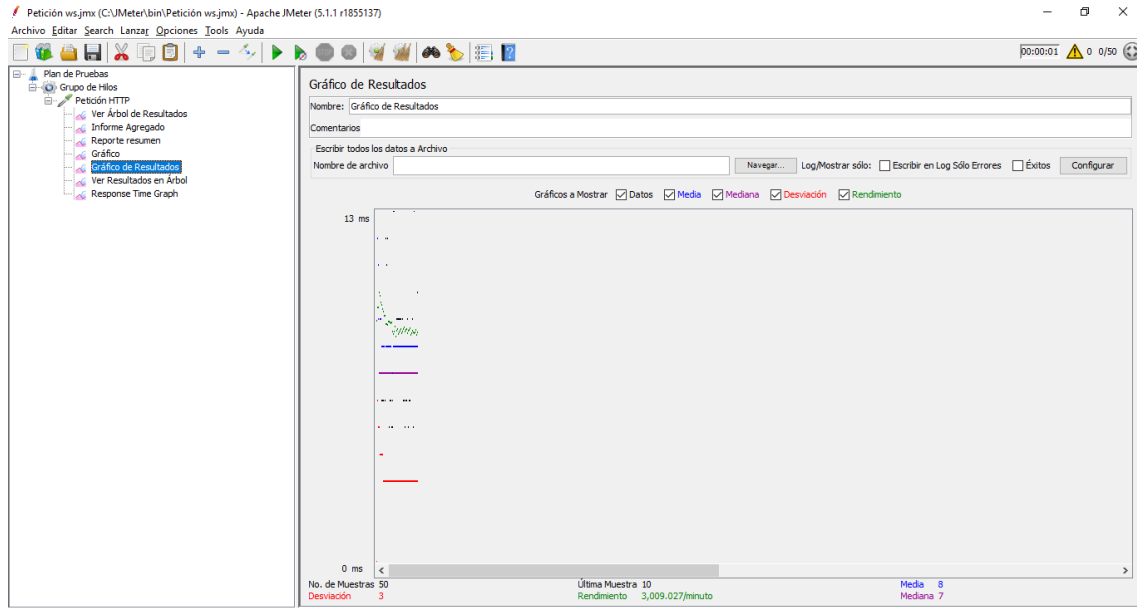 Petición ws.jmx (C:\JMeter\bin\Petición ws.jmx) - Apache JMeter (5.1.1 r1855137)
Archivo Editar Search Lanzar Opciones Tools Ayuda
00:00:01 0 0/50
Plan de Pruebas
Grupo de Hilos
Petición HTTP
Ver Árbol de Resultados
Informe Agregado
Reporte resumen
Gráfico
Gráfico de Resultados
Ver Resultados en Árbol
Response Time Graph
Gráfico de Resultados
Nombre: Gráfico de Resultados
Comentarios
Escribir todos los datos a Archivo
Nombre de archivo Navegar... Log/Mostrar sólo: Escribir en Log Sólo Errores Éxitos Configurar
Gráficos a Mostrar Datos Media Mediana Desviación Rendimiento
13 ms
0 ms
No. de Muestras 50 Última Muestra 10 Media 8
Desviación 3 Rendimiento 3,009.027/minuto Mediana 7